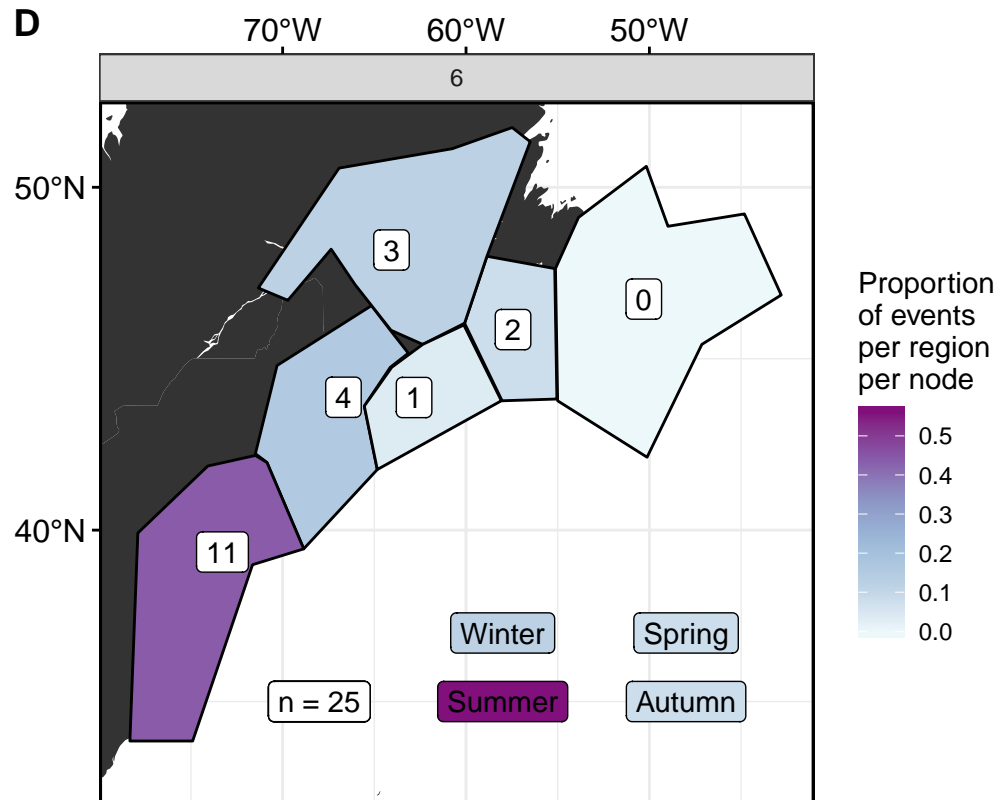 D
70°W 60°W 50°W
6
50°N
40°N
3
2
0
4
1
11
Winter
Spring
n = 25
Summer
Autumn
Proportion
of events
per region
per node
0.5
0.4
0.3
0.2
0.1
0.0